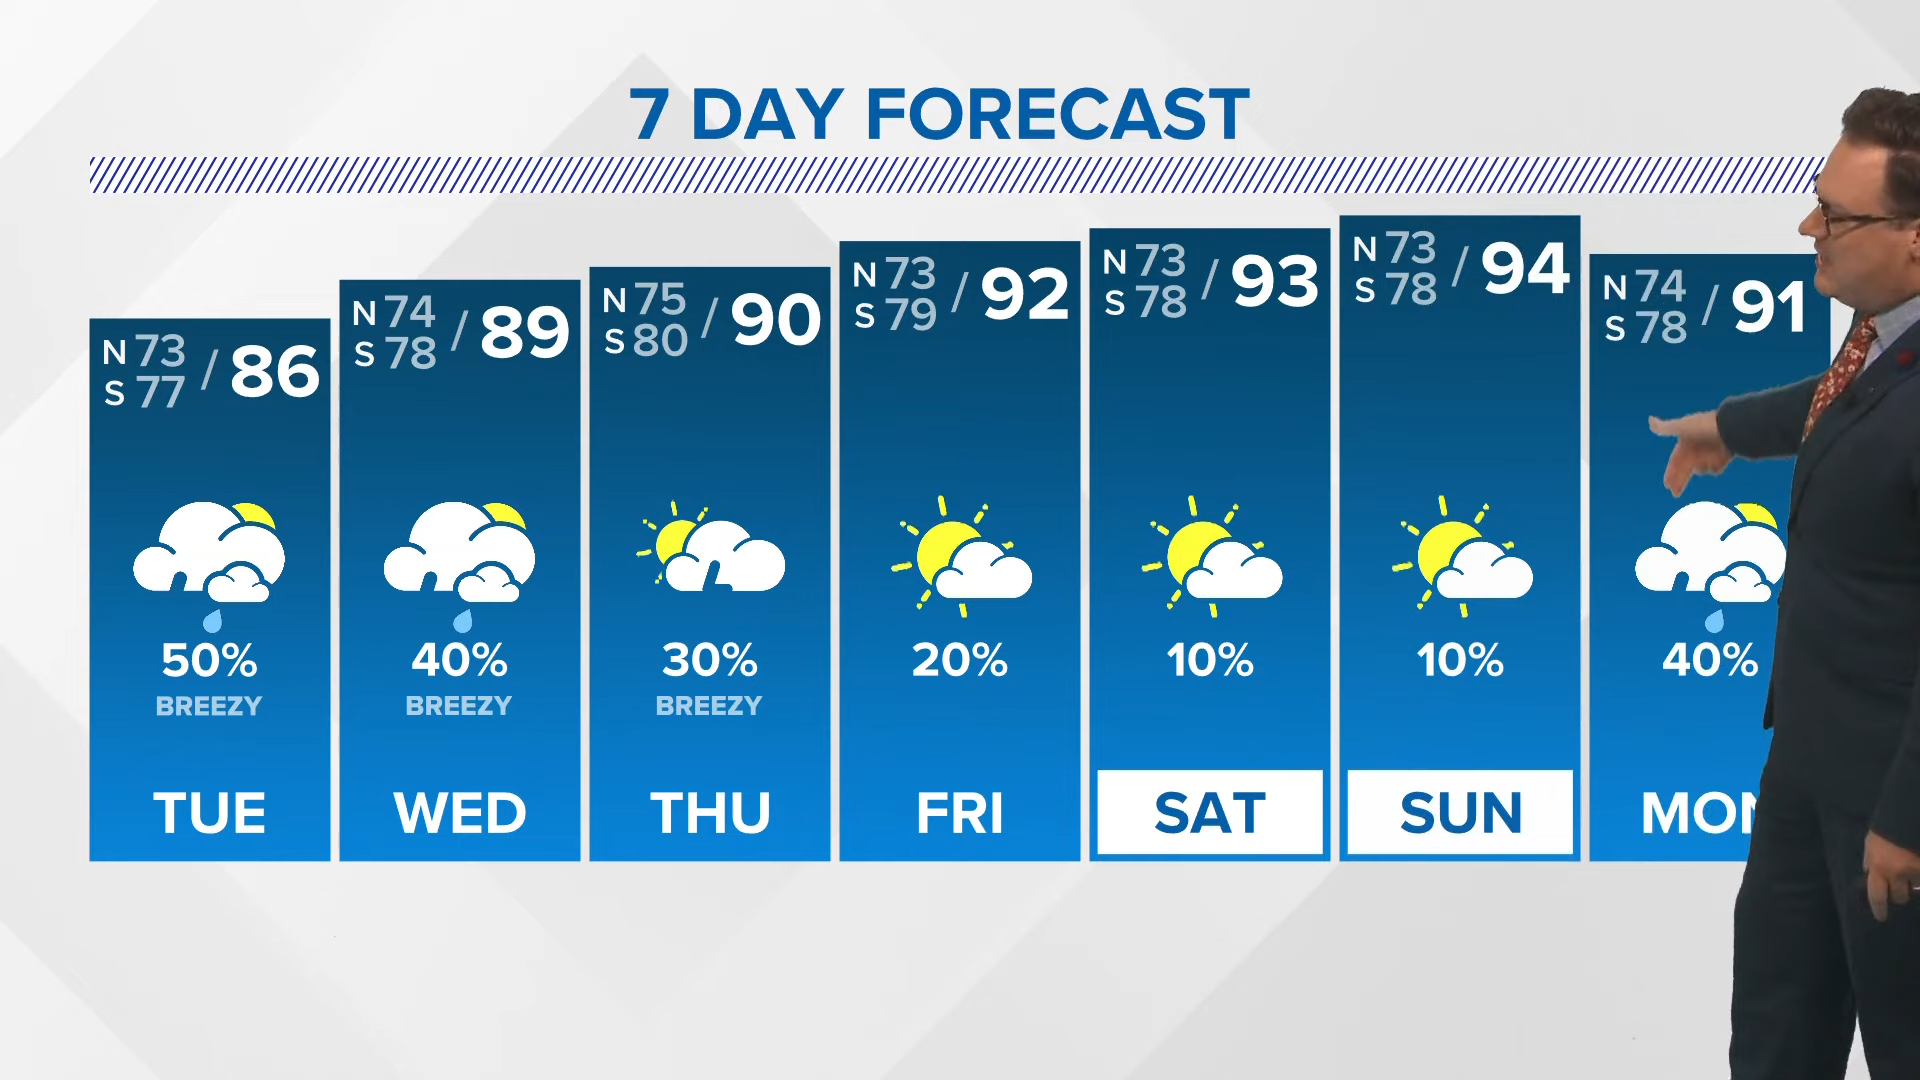 7 DAY FORECAST
N 73 / 86
S 77
50%
BREEZY
TUE
N 74 / 89
S 78
40%
BREEZY
WED
N 75 / 90
S 80
30%
BREEZY
THU
N 73 / 92
S 79
20%
FRI
N 73 / 93
S 78
10%
SAT
N 73 / 94
S 78
10%
SUN
N 74 / 91
S 78
40%
MON